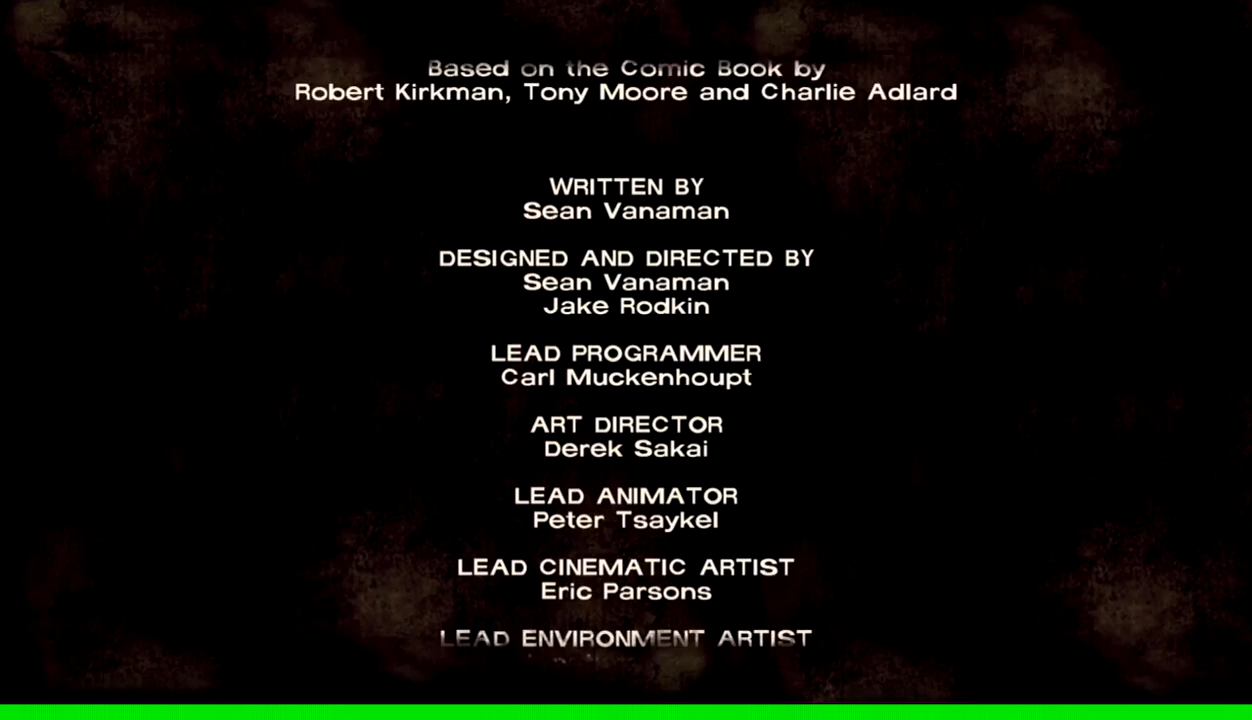 Based on the Comic Book by
Robert Kirkman, Tony Moore and Charlie Adlard
WRITTEN BY
Sean Vanaman
DESIGNED AND DIRECTED BY
Sean Vanaman
Jake Rodkin
LEAD PROGRAMMER
Carl Muckenhoupt
ART DIRECTOR
Derek Sakai
LEAD ANIMATOR
Peter Tsaykel
LEAD CINEMATIC ARTIST
Eric Parsons
LEAD ENVIRONMENT ARTIST